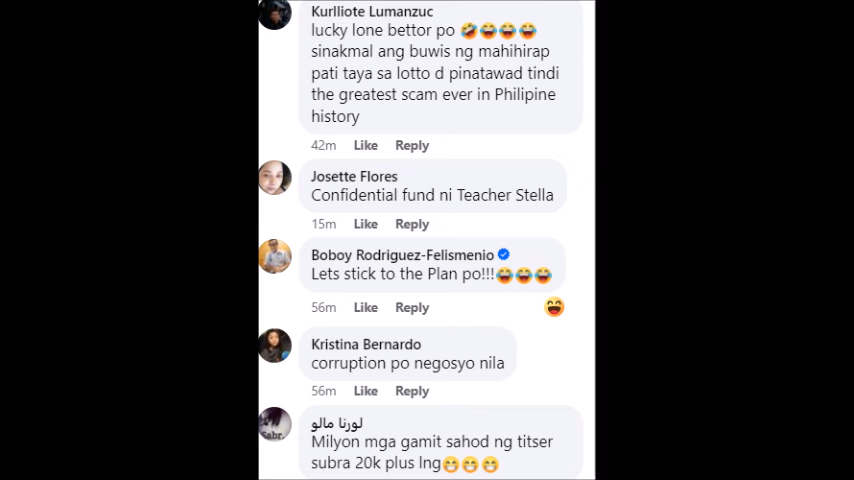 Kurlliote Lumanzuc
lucky lone bettor po 🤣😂😂😂
sinakmal ang buwis ng mahihirap
pati taya sa lotto d pinatawad tindi
the greatest scam ever in Philipine
history
42m Like Reply
Josette Flores
Confidential fund ni Teacher Stella
15m Like Reply
Boboy Rodriguez-Felismenio
Lets stick to the Plan po!!!😂😂😂
56m Like Reply
Kristina Bernardo
corruption po negosyo nila
56m Like Reply
لورنا مالو
Milyon mga gamit sahod ng titser
subra 20k plus lng😁😁😁
Sabr.